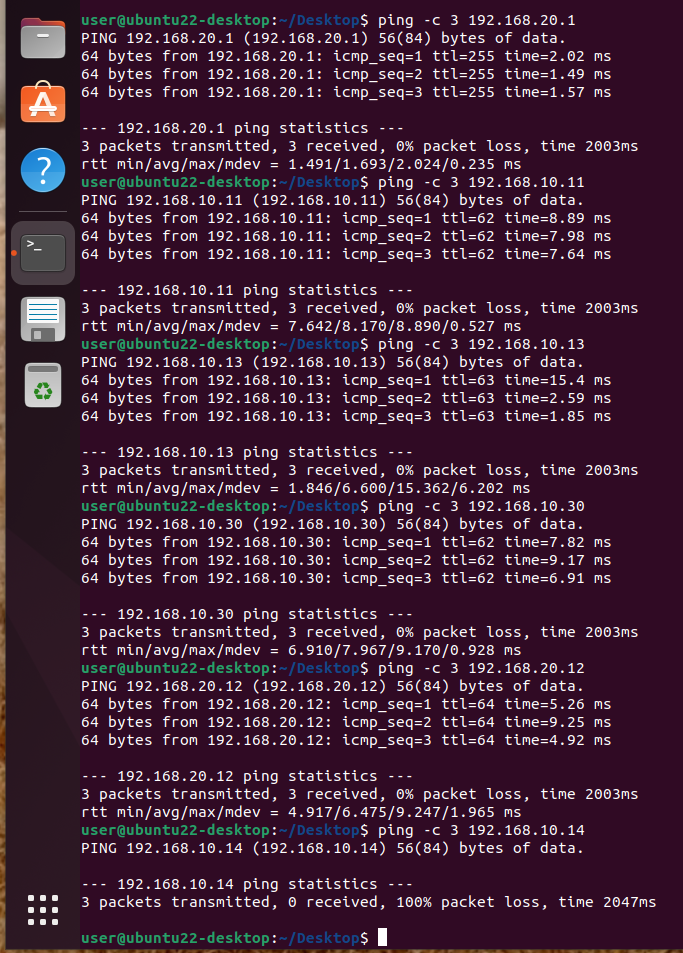 user@ubuntu22-desktop:~/Desktop$ ping -c 3 192.168.20.1
PING 192.168.20.1 (192.168.20.1) 56(84) bytes of data.
64 bytes from 192.168.20.1: icmp_seq=1 ttl=255 time=2.02 ms
64 bytes from 192.168.20.1: icmp_seq=2 ttl=255 time=1.49 ms
64 bytes from 192.168.20.1: icmp_seq=3 ttl=255 time=1.57 ms

--- 192.168.20.1 ping statistics ---
3 packets transmitted, 3 received, 0% packet loss, time 2003ms
rtt min/avg/max/mdev = 1.491/1.693/2.024/0.235 ms
user@ubuntu22-desktop:~/Desktop$ ping -c 3 192.168.10.11
PING 192.168.10.11 (192.168.10.11) 56(84) bytes of data.
64 bytes from 192.168.10.11: icmp_seq=1 ttl=62 time=8.89 ms
64 bytes from 192.168.10.11: icmp_seq=2 ttl=62 time=7.98 ms
64 bytes from 192.168.10.11: icmp_seq=3 ttl=62 time=7.64 ms

--- 192.168.10.11 ping statistics ---
3 packets transmitted, 3 received, 0% packet loss, time 2003ms
rtt min/avg/max/mdev = 7.642/8.170/8.890/0.527 ms
user@ubuntu22-desktop:~/Desktop$ ping -c 3 192.168.10.13
PING 192.168.10.13 (192.168.10.13) 56(84) bytes of data.
64 bytes from 192.168.10.13: icmp_seq=1 ttl=63 time=15.4 ms
64 bytes from 192.168.10.13: icmp_seq=2 ttl=63 time=2.59 ms
64 bytes from 192.168.10.13: icmp_seq=3 ttl=63 time=1.85 ms

--- 192.168.10.13 ping statistics ---
3 packets transmitted, 3 received, 0% packet loss, time 2003ms
rtt min/avg/max/mdev = 1.846/6.600/15.362/6.202 ms
user@ubuntu22-desktop:~/Desktop$ ping -c 3 192.168.10.30
PING 192.168.10.30 (192.168.10.30) 56(84) bytes of data.
64 bytes from 192.168.10.30: icmp_seq=1 ttl=62 time=7.82 ms
64 bytes from 192.168.10.30: icmp_seq=2 ttl=62 time=9.17 ms
64 bytes from 192.168.10.30: icmp_seq=3 ttl=62 time=6.91 ms

--- 192.168.10.30 ping statistics ---
3 packets transmitted, 3 received, 0% packet loss, time 2003ms
rtt min/avg/max/mdev = 6.910/7.967/9.170/0.928 ms
user@ubuntu22-desktop:~/Desktop$ ping -c 3 192.168.20.12
PING 192.168.20.12 (192.168.20.12) 56(84) bytes of data.
64 bytes from 192.168.20.12: icmp_seq=1 ttl=64 time=5.26 ms
64 bytes from 192.168.20.12: icmp_seq=2 ttl=64 time=9.25 ms
64 bytes from 192.168.20.12: icmp_seq=3 ttl=64 time=4.92 ms

--- 192.168.20.12 ping statistics ---
3 packets transmitted, 3 received, 0% packet loss, time 2003ms
rtt min/avg/max/mdev = 4.917/6.475/9.247/1.965 ms
user@ubuntu22-desktop:~/Desktop$ ping -c 3 192.168.10.14
PING 192.168.10.14 (192.168.10.14) 56(84) bytes of data.

--- 192.168.10.14 ping statistics ---
3 packets transmitted, 0 received, 100% packet loss, time 2047ms

user@ubuntu22-desktop:~/Desktop$